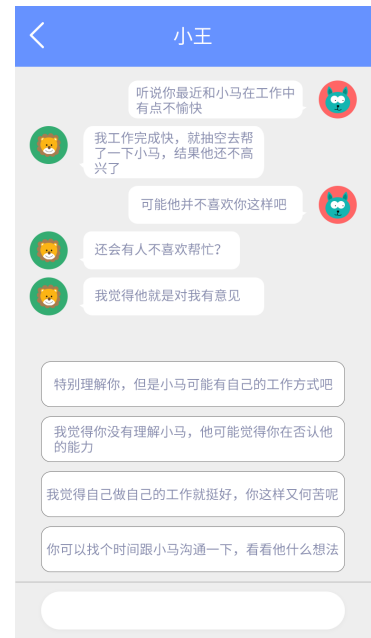 小王
听说你最近和小马在工作中
有点不愉快
我工作完成快，就抽空去帮
了一下小马，结果他还不高
兴了
可能他并不喜欢你这样吧
还会有人不喜欢帮忙？
我觉得他就是对我有意见
特别理解你，但是小马可能有自己的工作方式吧
我觉得你没有理解小马，他可能觉得你在否认他
的能力
我觉得自己做自己的工作就挺好，你这样又何苦呢
你可以找个时间跟小马沟通一下，看看他什么想法